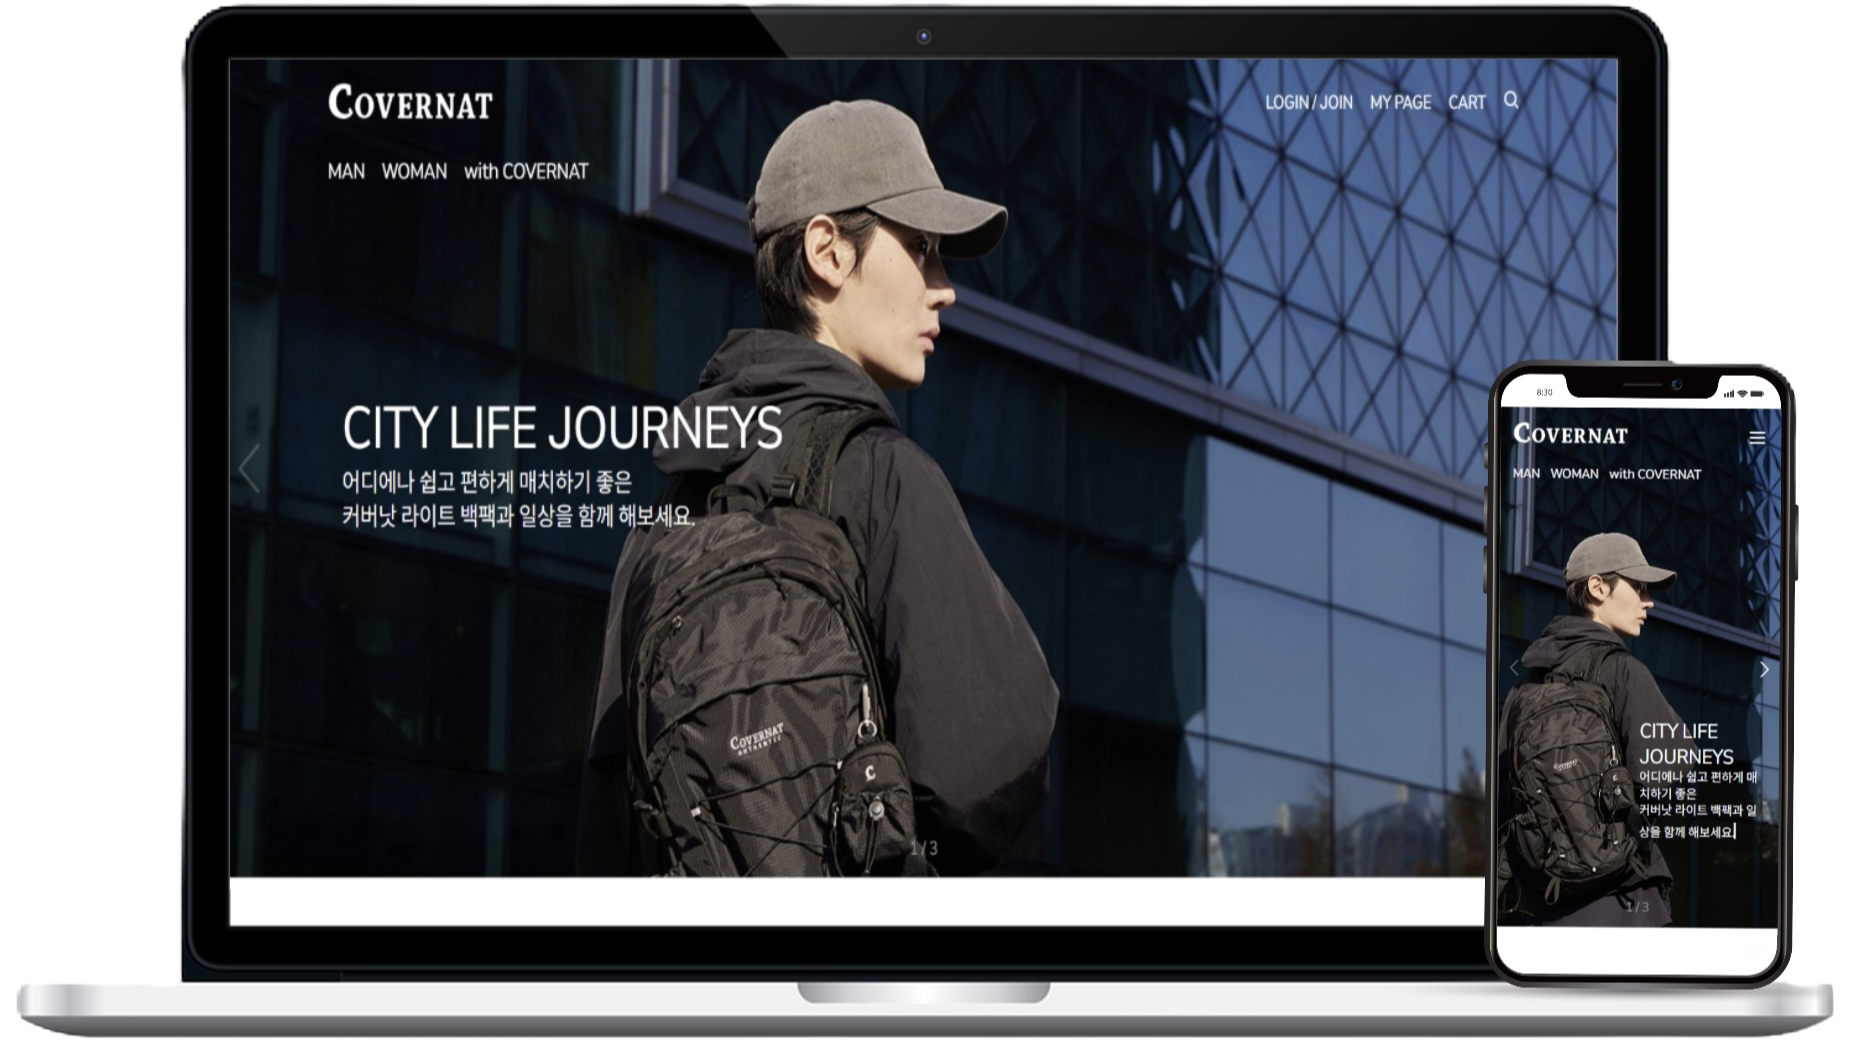 COVERNAT
LOGIN / JOIN MY PAGE CART
MAN WOMAN with COVERNAT
CITY LIFE JOURNEYS
어디에나 쉽고 편하게 매치하기 좋은
커버낫 라이트 백팩과 일상을 함께 해보세요.
COVERNAT
AUTHENTIC
C
1 / 3
8:30
COVERNAT
MAN WOMAN with COVERNAT
CITY LIFE
JOURNEYS
어디에나 쉽고 편하게 매
치하기 좋은
커버낫 라이트 백팩과 일
상을 함께 해보세요
COVERNAT
C
1 / 3